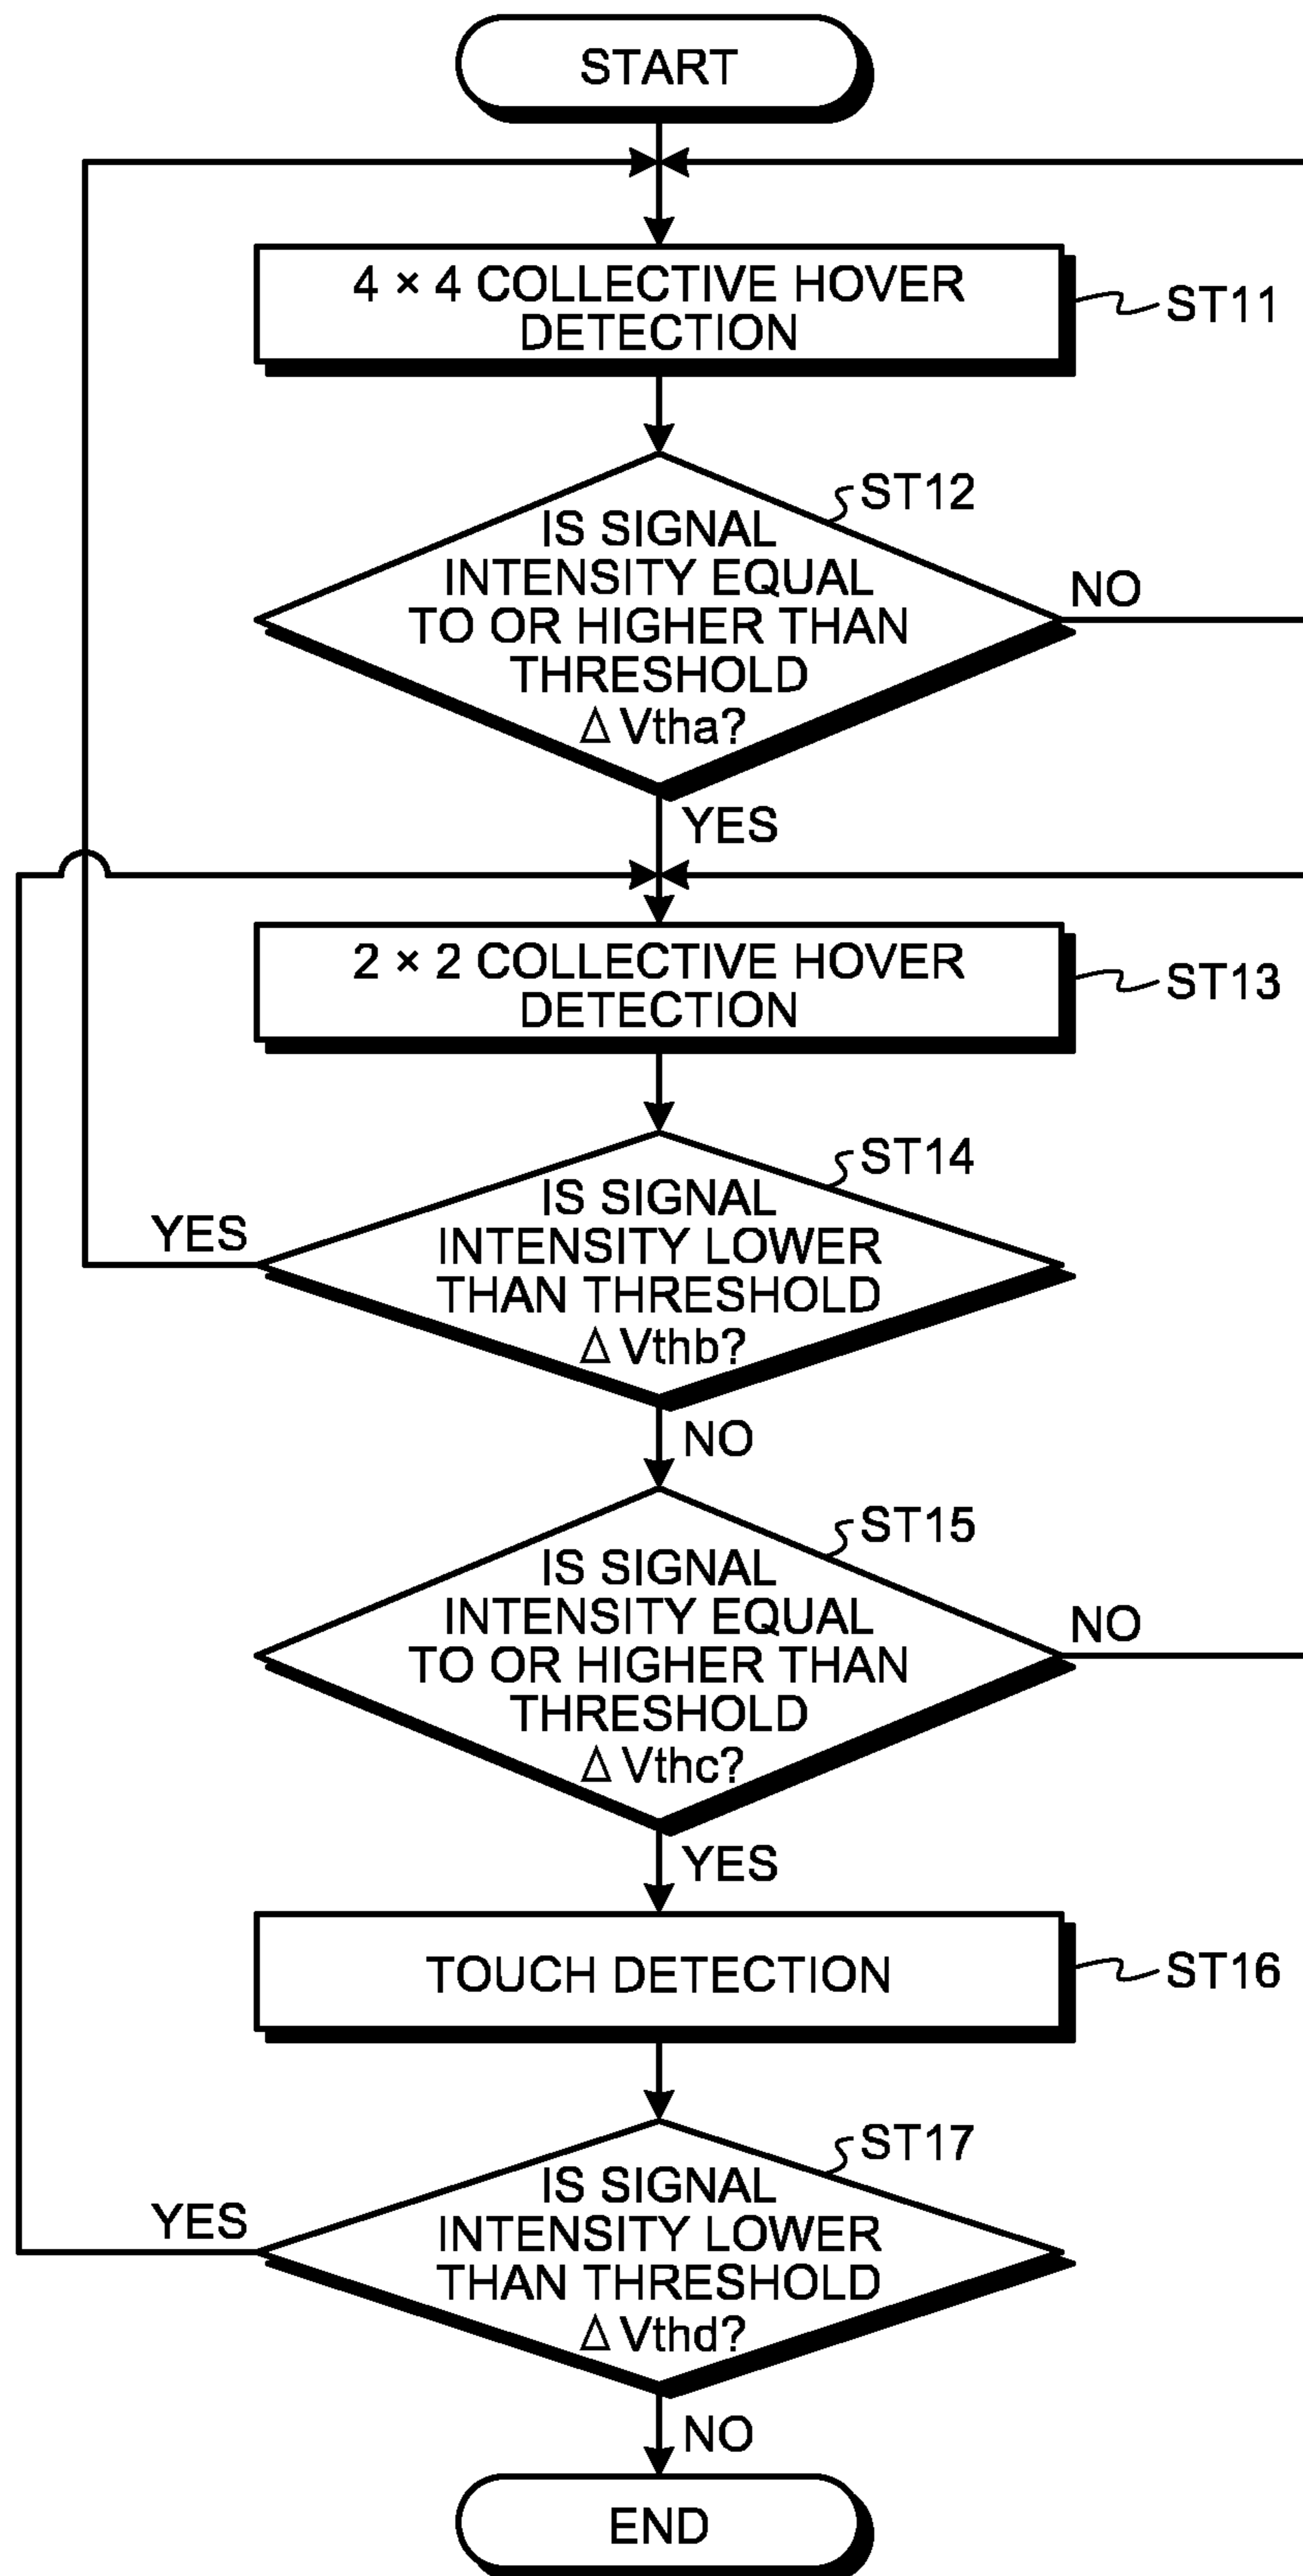 START
4 × 4 COLLECTIVE HOVER
DETECTION
ST11
ST12
IS SIGNAL
INTENSITY EQUAL
TO OR HIGHER THAN
THRESHOLD
Δ Vtha?
NO
YES
2 × 2 COLLECTIVE HOVER
DETECTION
ST13
ST14
IS SIGNAL
INTENSITY LOWER
THAN THRESHOLD
Δ Vthb?
YES
NO
ST15
IS SIGNAL
INTENSITY EQUAL
TO OR HIGHER THAN
THRESHOLD
Δ Vthc?
NO
YES
TOUCH DETECTION
ST16
ST17
IS SIGNAL
INTENSITY LOWER
THAN THRESHOLD
Δ Vthd?
YES
NO
END